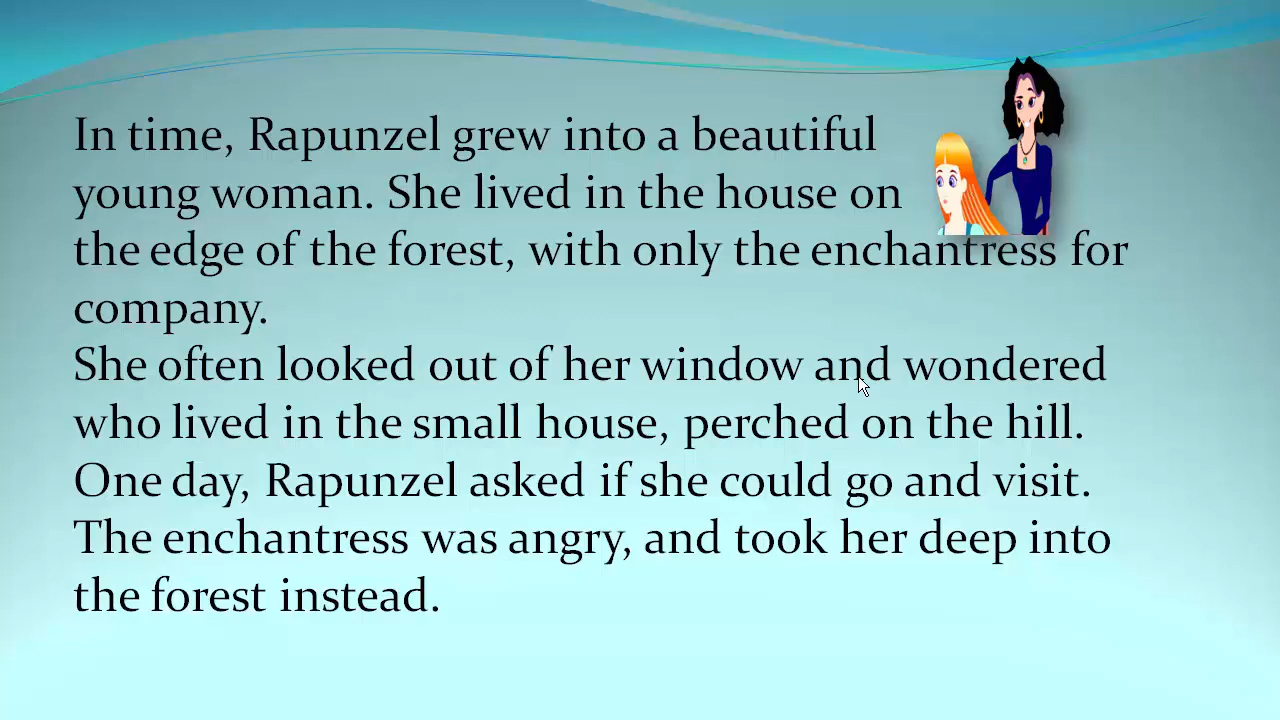 In time, Rapunzel grew into a beautiful
young woman. She lived in the house on
the edge of the forest, with only the enchantress for
company.
She often looked out of her window and wondered
who lived in the small house, perched on the hill.
One day, Rapunzel asked if she could go and visit.
The enchantress was angry, and took her deep into
the forest instead.